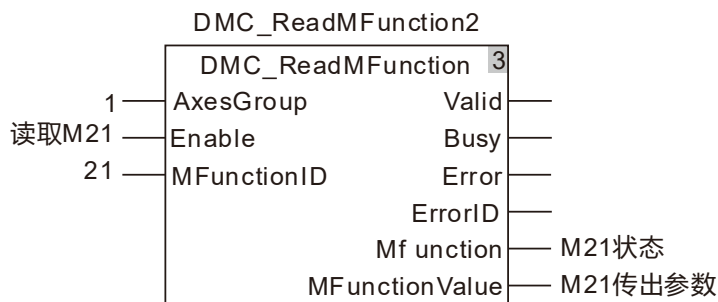 DMC_ReadMFunction2
DMC_ReadMFunction 3
1 AxesGroup Valid
读取M21 Enable Busy
21 MFunctionID Error
ErrorID
Mf unction M21状态
MFunctionValue M21传出参数